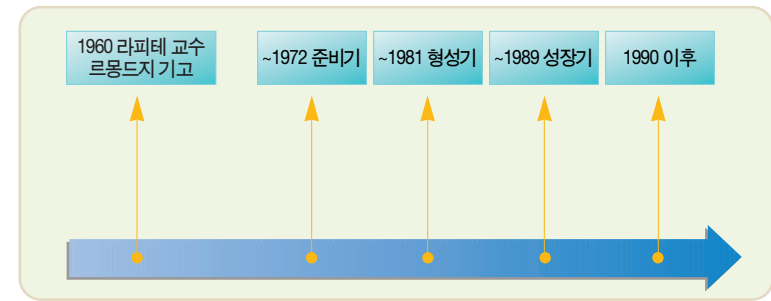 1960 라피테 교수
르몽드지 기고
~1972 준비기
~1981 형성기
~1989 성장기
1990 이후